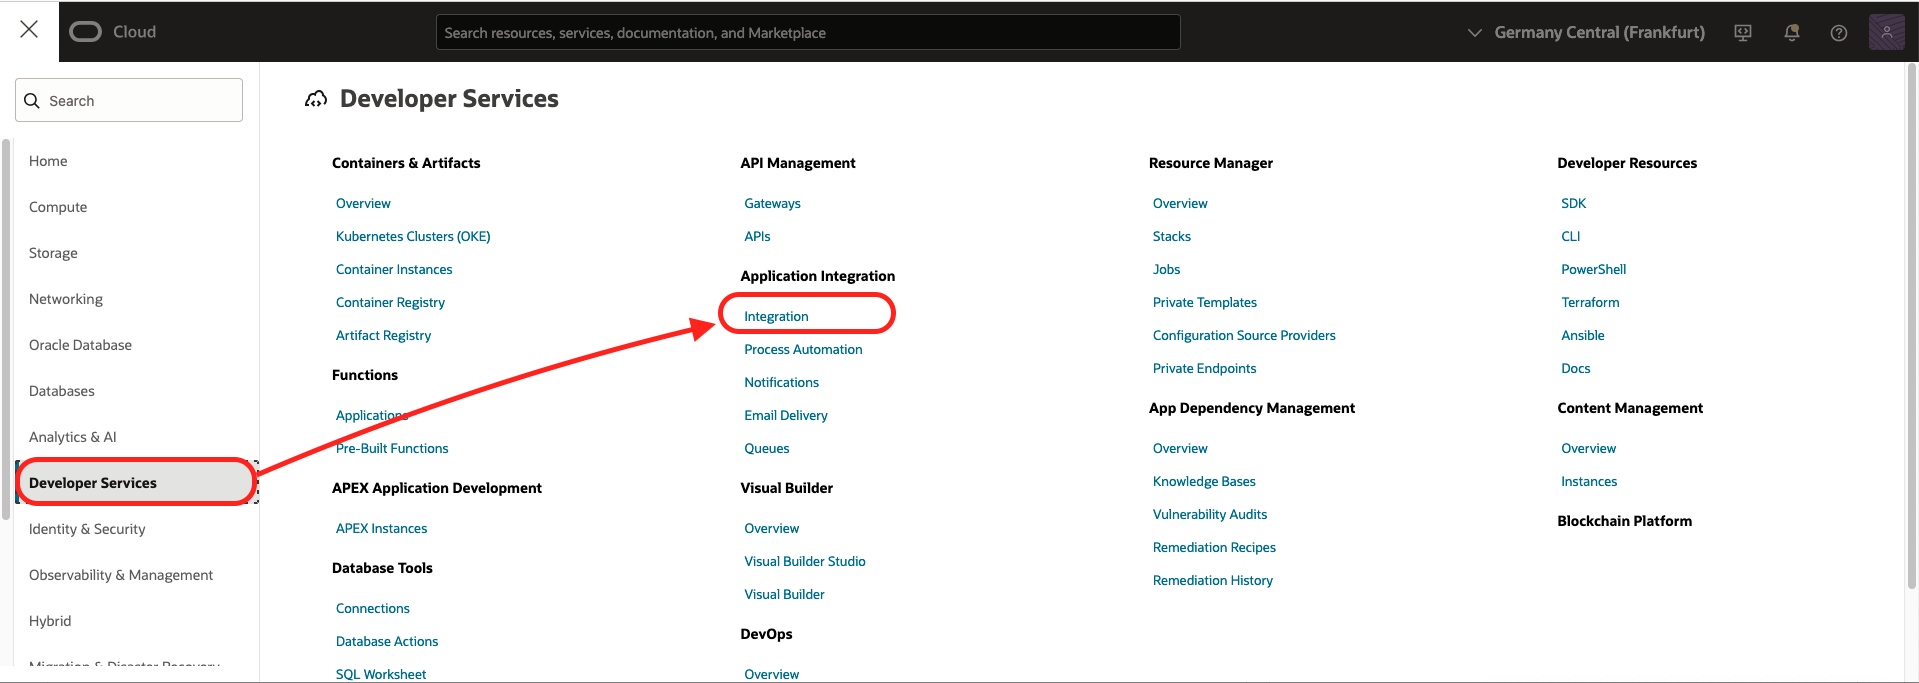 Cloud
Search resources, services, documentation, and Marketplace
Germany Central (Frankfurt)
Search
Home
Compute
Storage
Networking
Oracle Database
Databases
Analytics & AI
Developer Services
Identity & Security
Observability & Management
Hybrid
Migration & Disaster Recovery
Developer Services
Containers & Artifacts
Overview
Kubernetes Clusters (OKE)
Container Instances
Container Registry
Artifact Registry
Functions
Applications
Pre-Built Functions
APEX Application Development
APEX Instances
Database Tools
Connections
Database Actions
SQL Worksheet
API Management
Gateways
APIs
Application Integration
Integration
Process Automation
Notifications
Email Delivery
Queues
Visual Builder
Overview
Visual Builder Studio
Visual Builder
DevOps
Overview
Resource Manager
Overview
Stacks
Jobs
Private Templates
Configuration Source Providers
Private Endpoints
App Dependency Management
Overview
Knowledge Bases
Vulnerability Audits
Remediation Recipes
Remediation History
Developer Resources
SDK
CLI
PowerShell
Terraform
Ansible
Docs
Content Management
Overview
Instances
Blockchain Platform